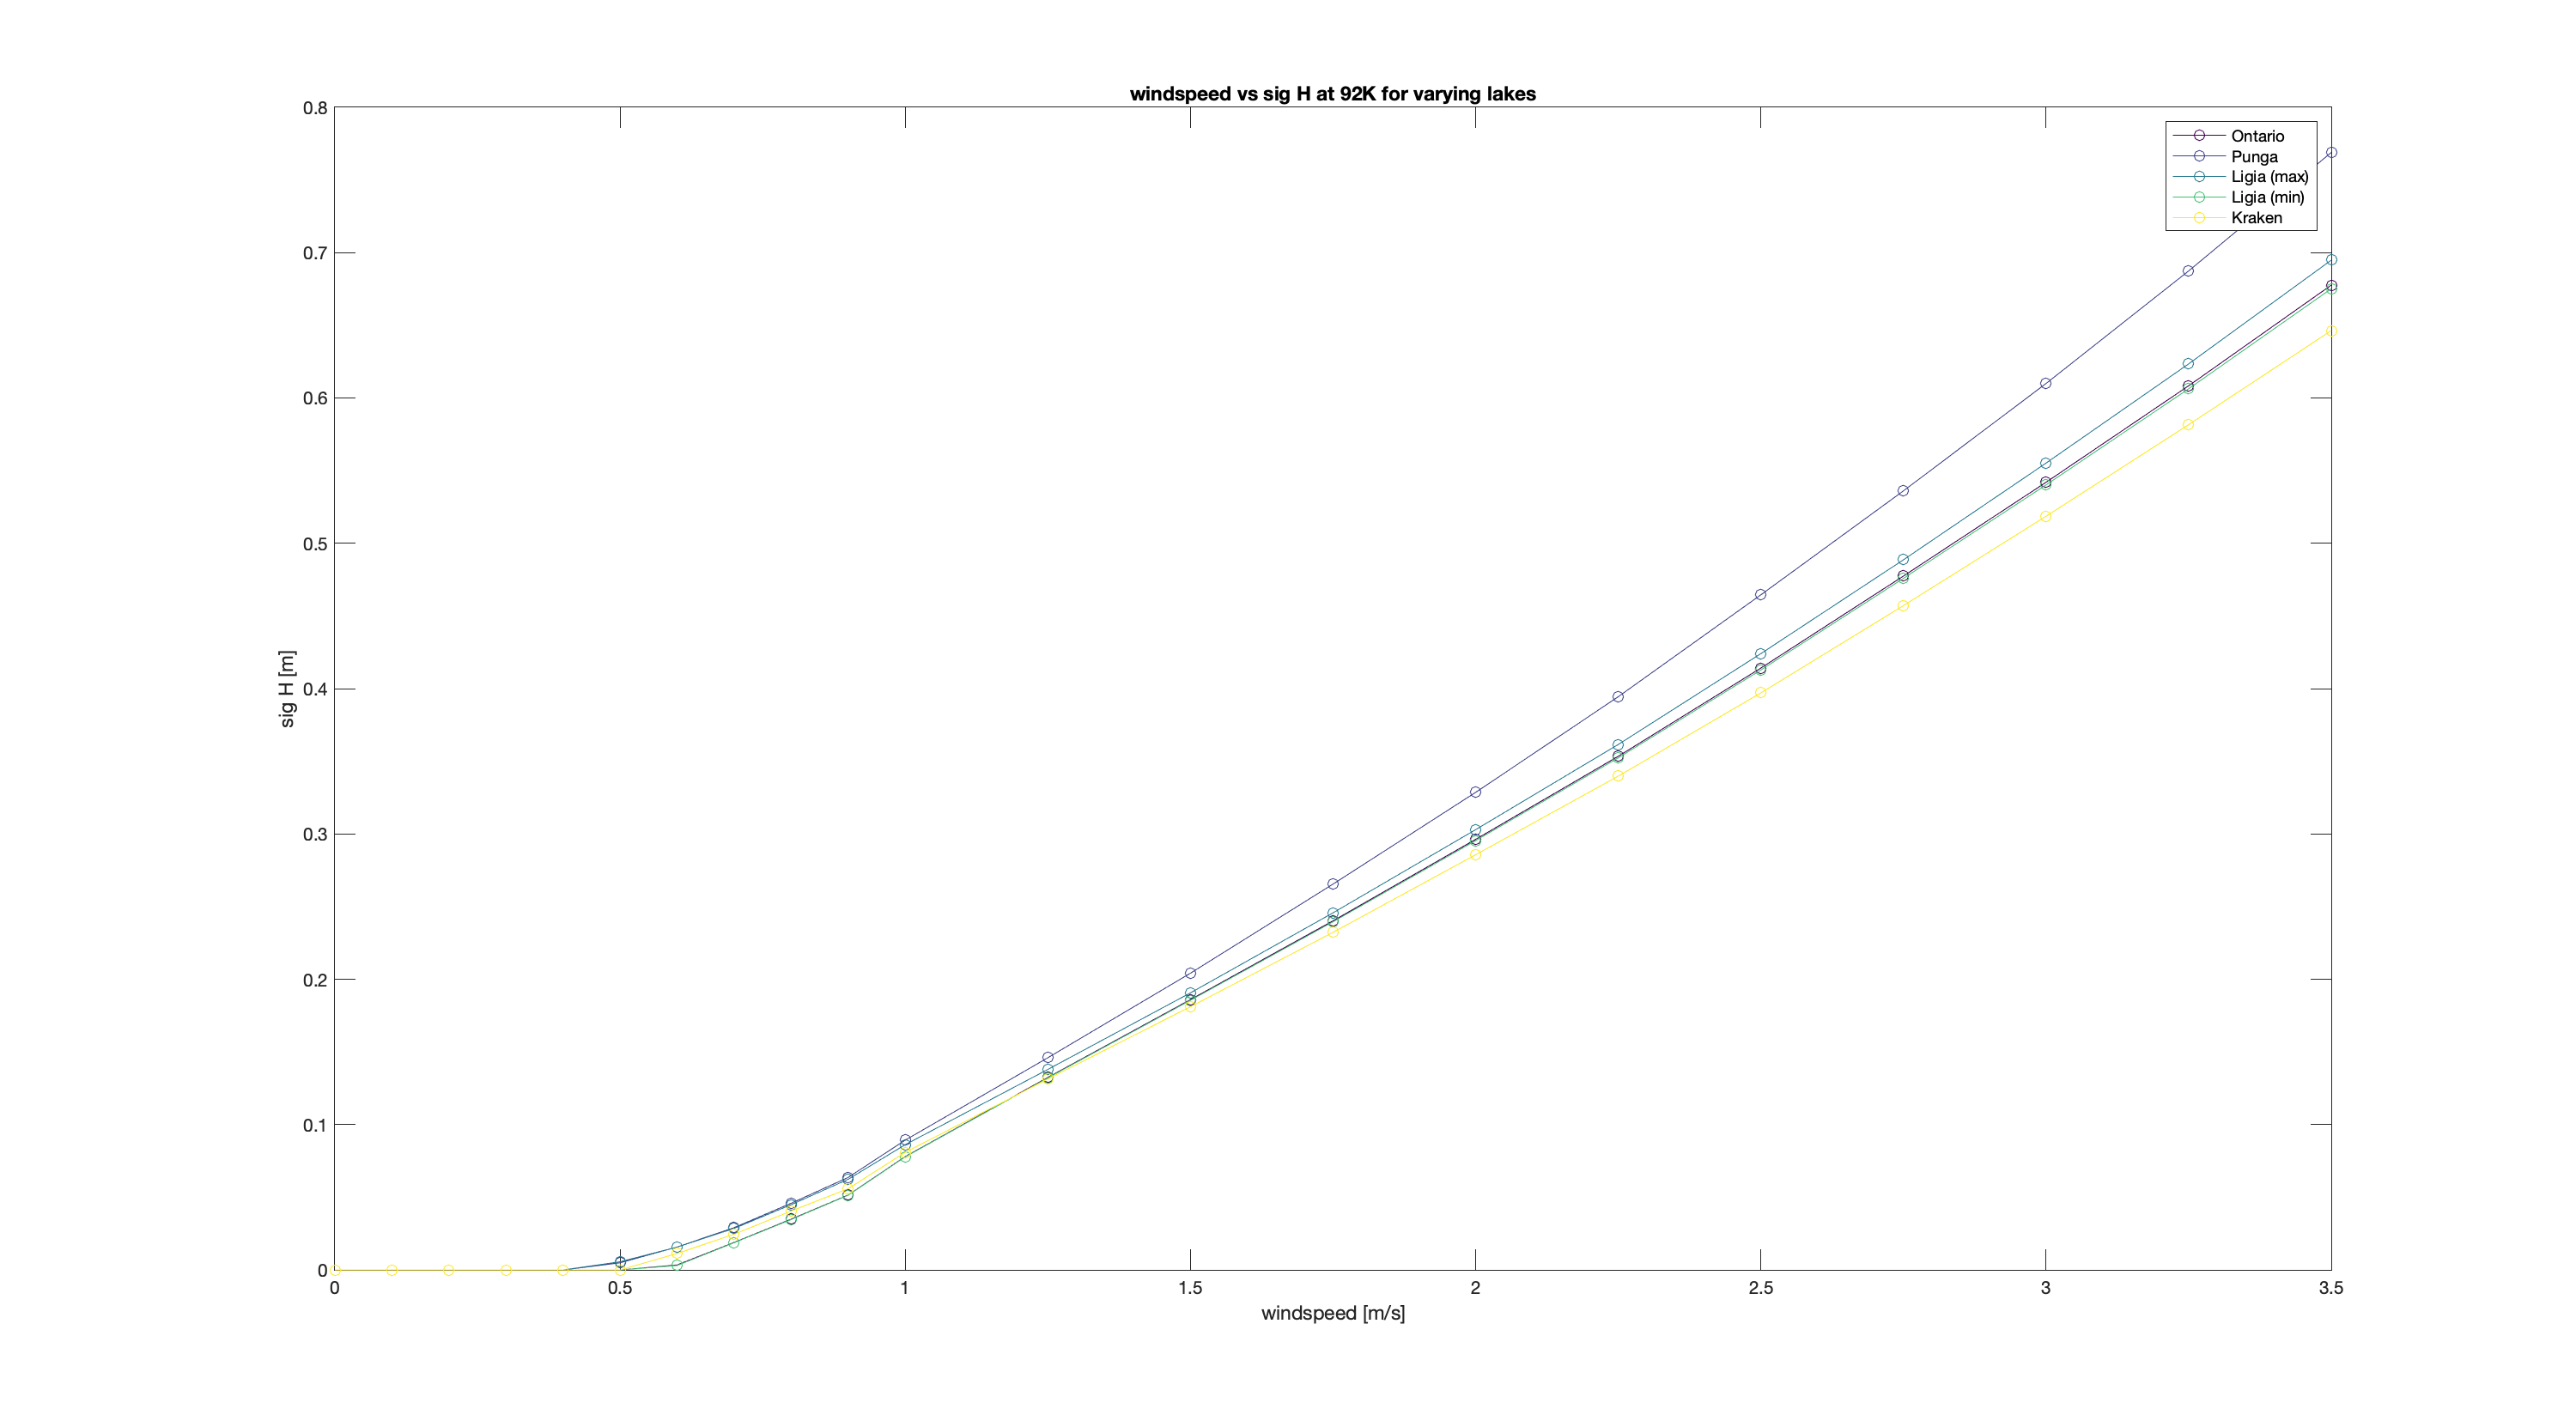 windspeed vs sig H at 92K for varying lakes
Ontario
Punga
Ligia (max)
Ligia (min)
Kraken
0.8
0.7
0.6
0.5
0.4
0.3
0.2
0.1
0
sig H [m]
0 0.5 1 1.5 2 2.5 3 3.5
windspeed [m/s]